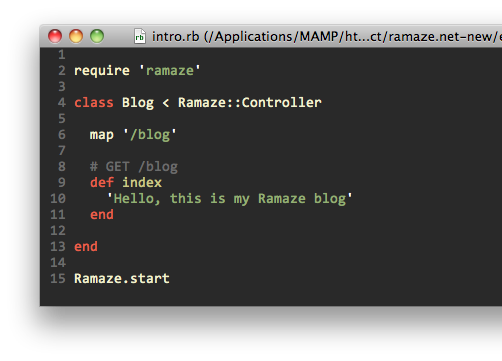 intro.rb (/Applications/MAMP/ht...ct/ramaze.net-new/e
1
2 require 'ramaze'
3
4 class Blog < Ramaze::Controller
5
6   map '/blog'
7
8   # GET /blog
9   def index
10     'Hello, this is my Ramaze blog'
11   end
12
13 end
14
15 Ramaze.start